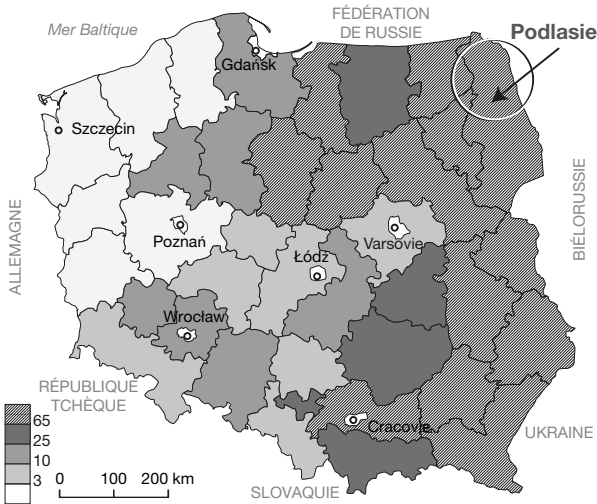 Mer Baltique
FÉDÉRATION
DE RUSSIE
Podlasie
Gdańsk
Szczecin
BIÉLORUSSIE
ALLEMAGNE
Poznań
Varsovie
Łódź
Wrocław
RÉPUBLIQUE
TCHÈQUE
Cracovie
UKRAINE
SLOVAQUIE
65
25
10
3
0 100 200 km